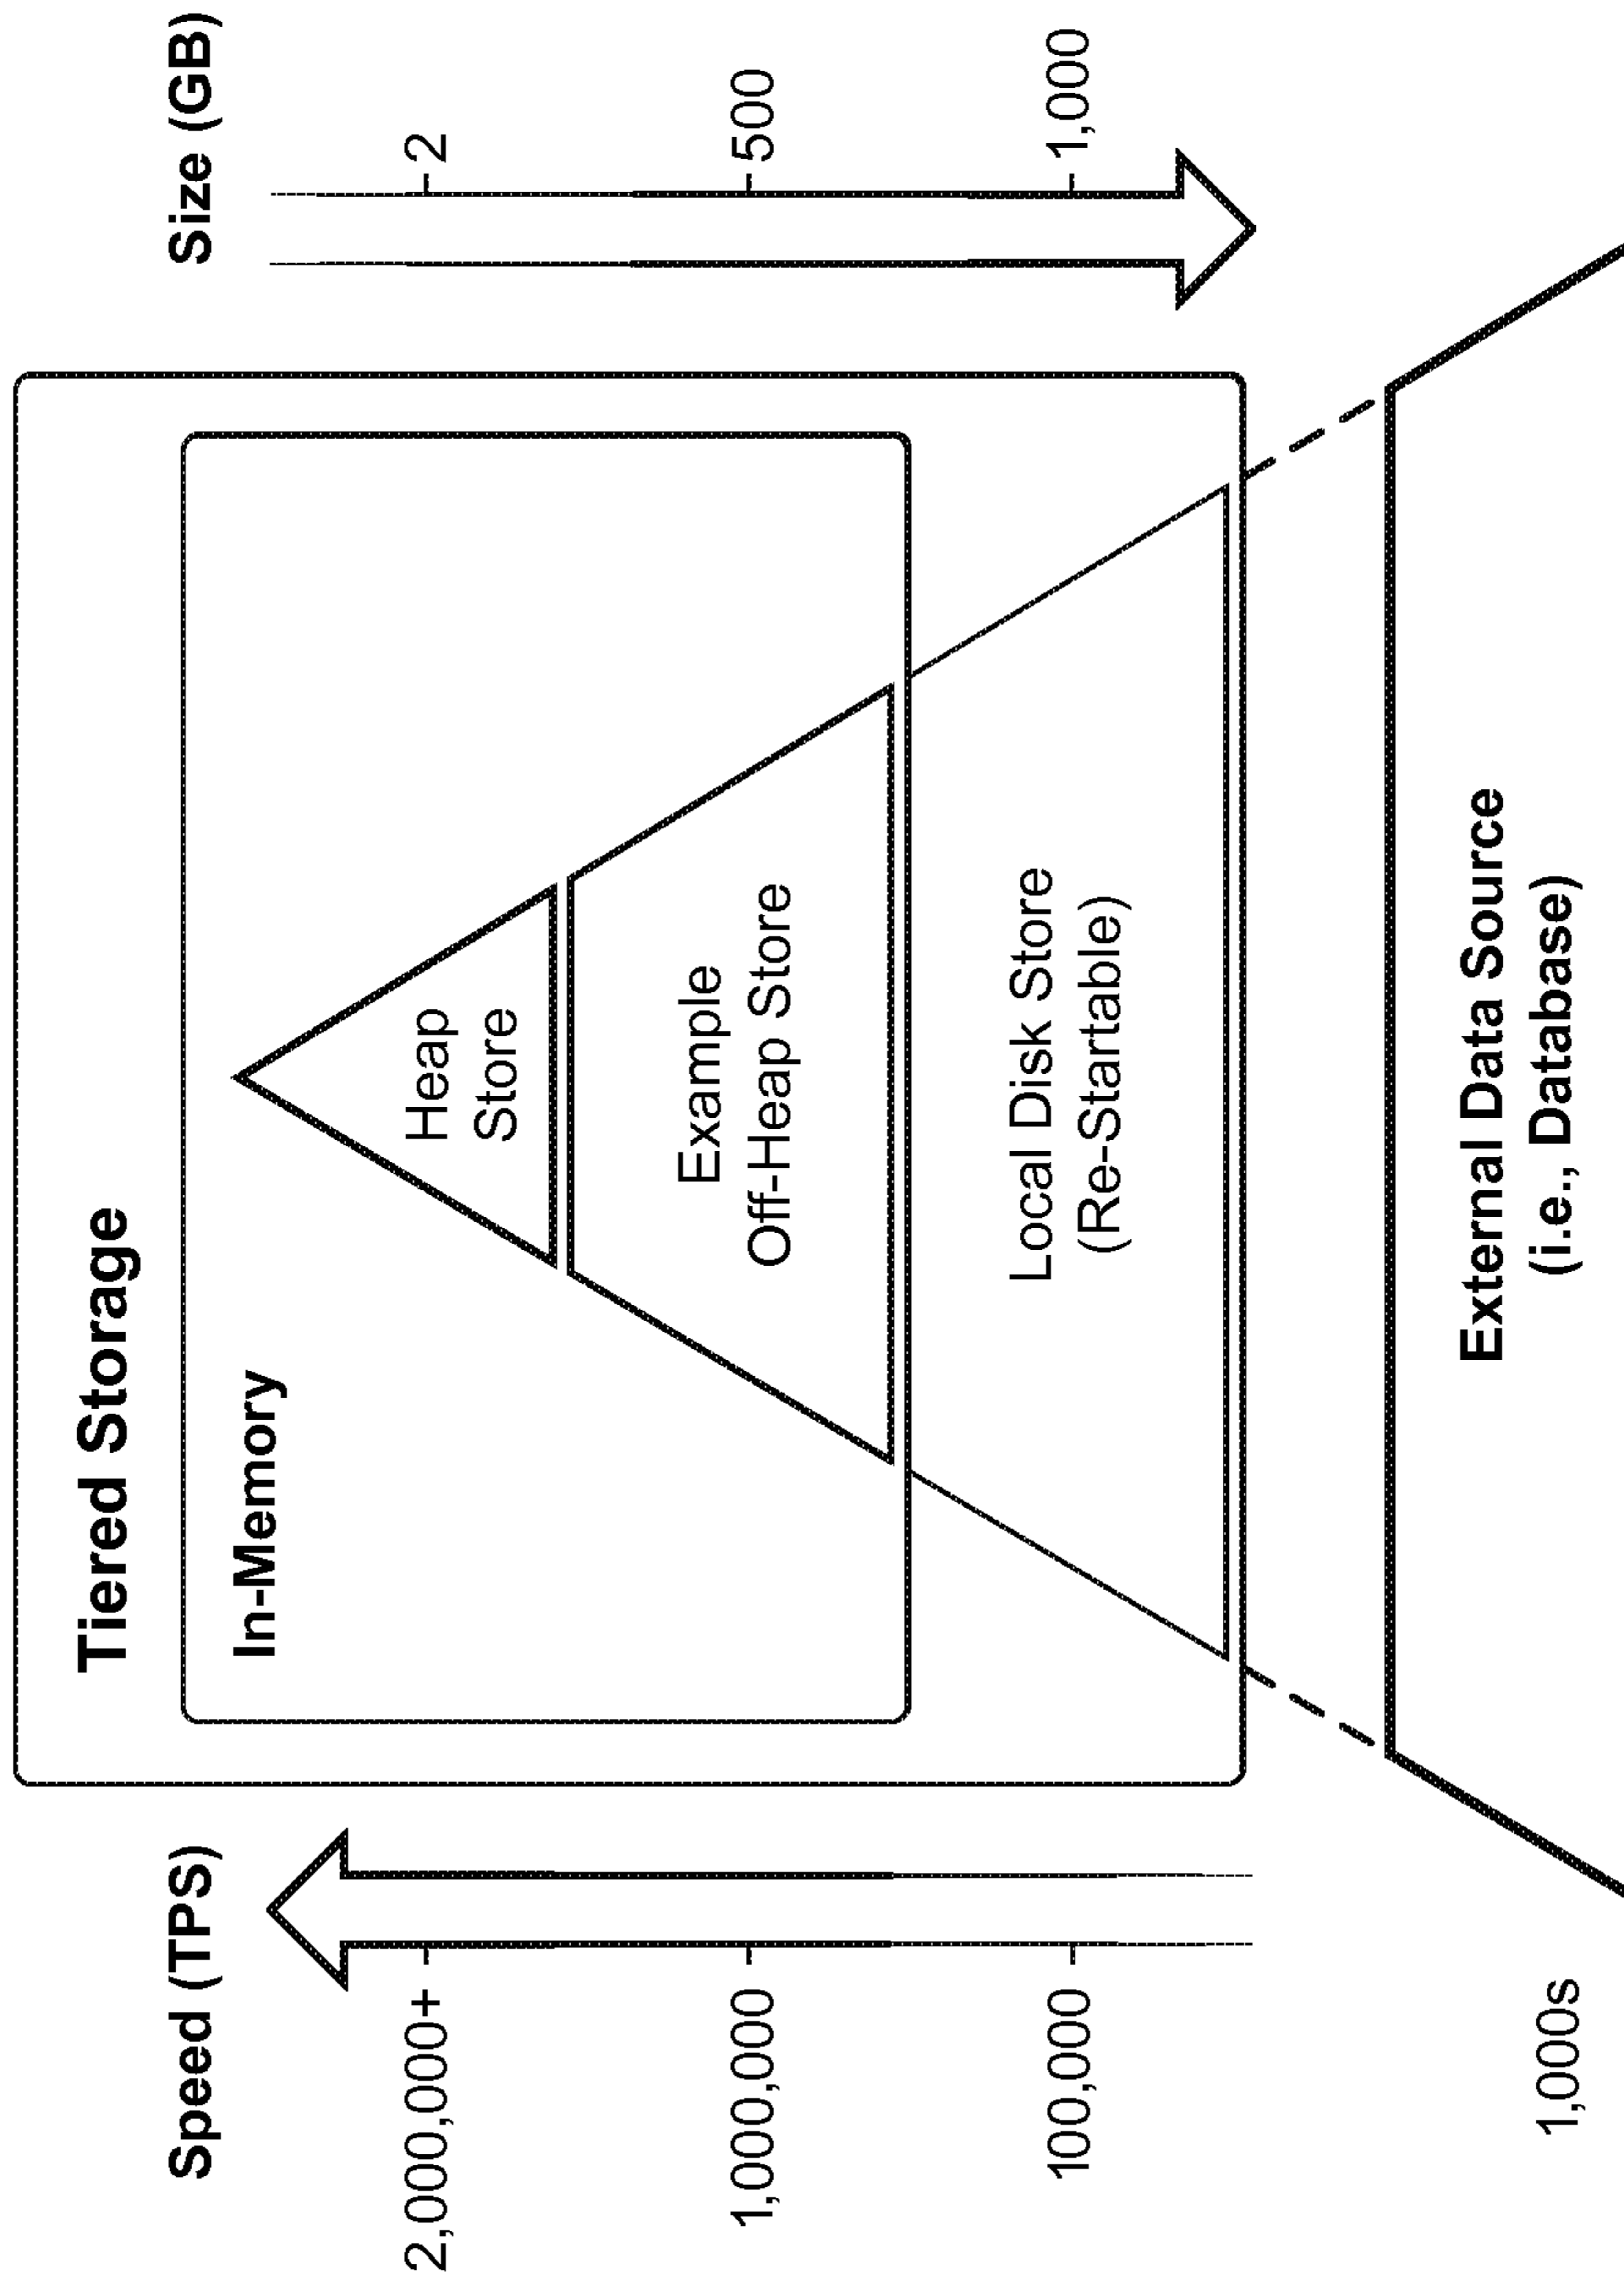 Tiered Storage
Speed (TPS)
Size (GB)
In-Memory
2,000,000+
Heap
Store
2
1,000,000
Example
Off-Heap Store
500
100,000
Local Disk Store
(Re-Startable)
1,000
External Data Source
(i.e., Database)
1,000s